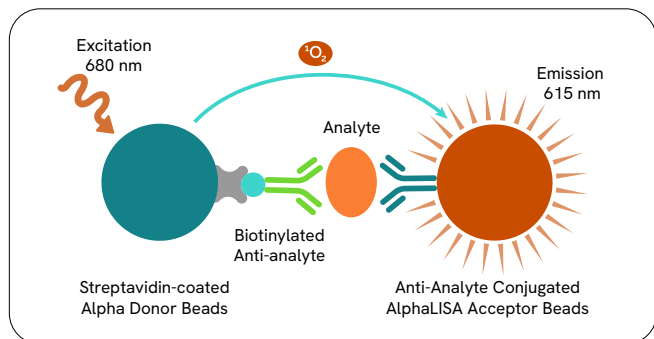 Excitation
680 nm
¹O₂
Emission
615 nm
Analyte
Biotinylated
Anti-analyte
Streptavidin-coated
Alpha Donor Beads
Anti-Analyte Conjugated
AlphaLISA Acceptor Beads